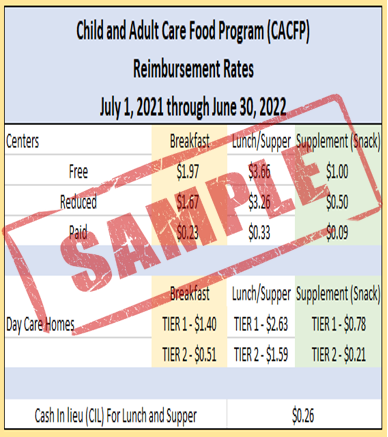 Child and Adult Care Food Program (CACFP)
Reimbursement Rates
July 1, 2021 through June 30, 2022
Centers Breakfast Lunch/Supper Supplement (Snack)
Free $1.97 $3.66 $1.00
Reduced $1.67 $3.26 $0.50
Paid $0.23 $0.33 $0.09
SAMPLE
Breakfast Lunch/Supper Supplement (Snack)
Day Care Homes TIER 1 - $1.40 TIER 1 - $2.63 TIER 1 - $0.78
TIER 2 - $0.51 TIER 2 - $1.59 TIER 2 - $0.21
Cash In lieu (CIL) For Lunch and Supper $0.26